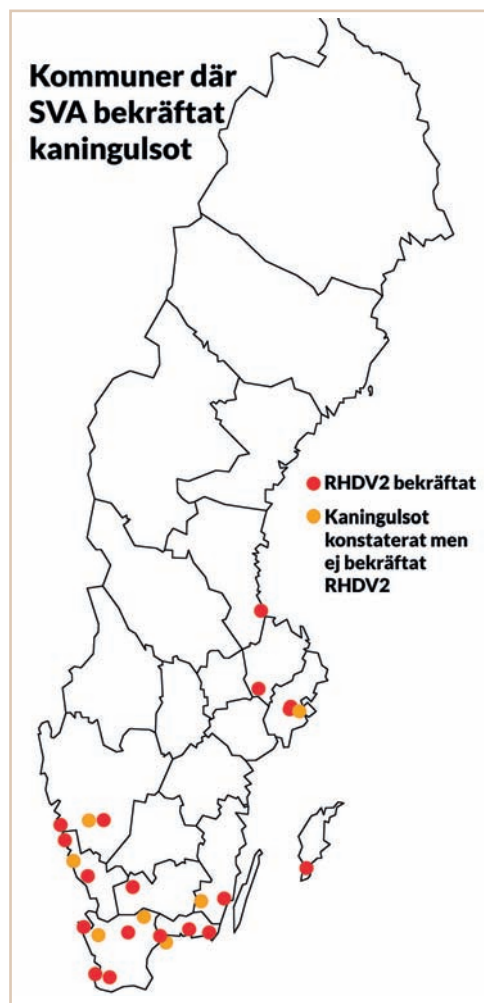 Kommuner där
SVA bekräftat
kaningulsot
RHDV2 bekräftat
Kaningulsot
konstaterat men
ej bekräftat
RHDV2